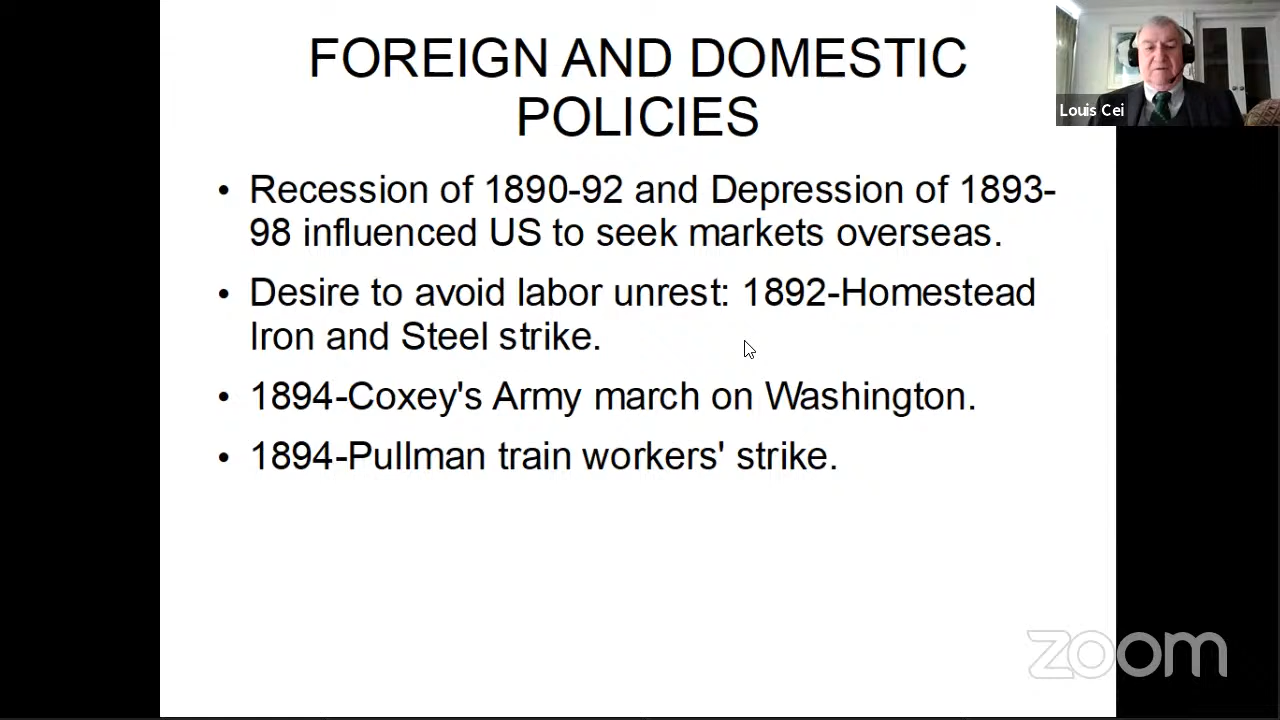 FOREIGN AND DOMESTIC
POLICIES
Louis Cei
• Recession of 1890-92 and Depression of 1893-
98 influenced US to seek markets overseas.
• Desire to avoid labor unrest: 1892-Homestead
Iron and Steel strike.
• 1894-Coxey's Army march on Washington.
• 1894-Pullman train workers' strike.
zoom